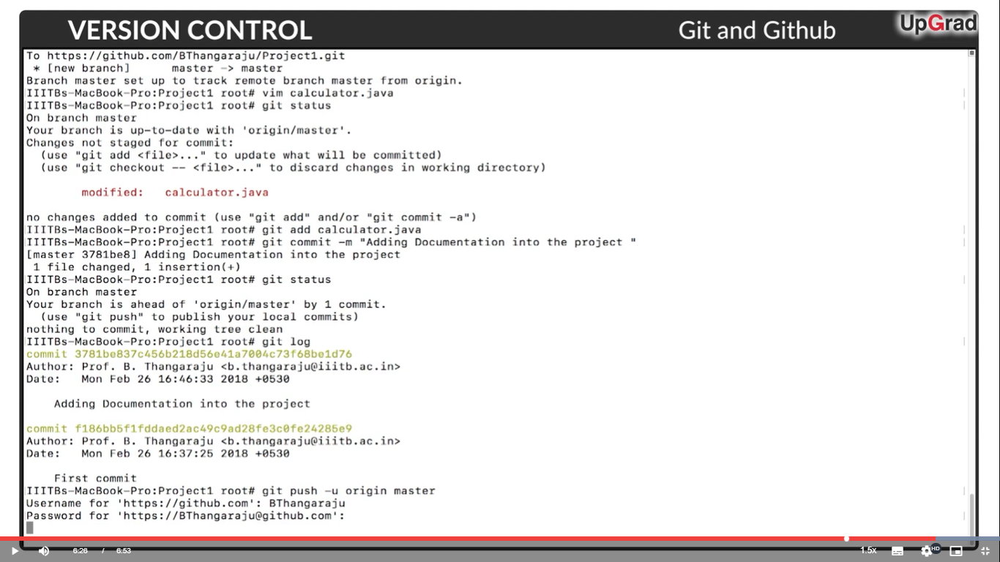 VERSION CONTROL
Git and Github
UpGrad
To https://github.com/BThangaraju/Project1.git
 * [new branch]      master -> master
Branch master set up to track remote branch master from origin.
IIITBs-MacBook-Pro:Project1 root# vim calculator.java
IIITBs-MacBook-Pro:Project1 root# git status
On branch master
Your branch is up-to-date with 'origin/master'.
Changes not staged for commit:
  (use "git add <file>..." to update what will be committed)
  (use "git checkout -- <file>..." to discard changes in working directory)
        modified:   calculator.java
no changes added to commit (use "git add" and/or "git commit -a")
IIITBs-MacBook-Pro:Project1 root# git add calculator.java
IIITBs-MacBook-Pro:Project1 root# git commit -m "Adding Documentation into the project "
[master 3781be8] Adding Documentation into the project
 1 file changed, 1 insertion(+)
IIITBs-MacBook-Pro:Project1 root# git status
On branch master
Your branch is ahead of 'origin/master' by 1 commit.
  (use "git push" to publish your local commits)
nothing to commit, working tree clean
IIITBs-MacBook-Pro:Project1 root# git log
commit 3781be837c456b218d56e41a7004c73f68be1d76
Author: Prof. B. Thangaraju <b.thangaraju@iiitb.ac.in>
Date:   Mon Feb 26 16:46:33 2018 +0530
    Adding Documentation into the project
commit f186bb5f1fddaed2ac49c9ad28fe3c0fe24285e9
Author: Prof. B. Thangaraju <b.thangaraju@iiitb.ac.in>
Date:   Mon Feb 26 16:37:25 2018 +0530
    First commit
IIITBs-MacBook-Pro:Project1 root# git push -u origin master
Username for 'https://github.com': BThangaraju
Password for 'https://BThangaraju@github.com':
6:26 / 6:53
1.5x
HD